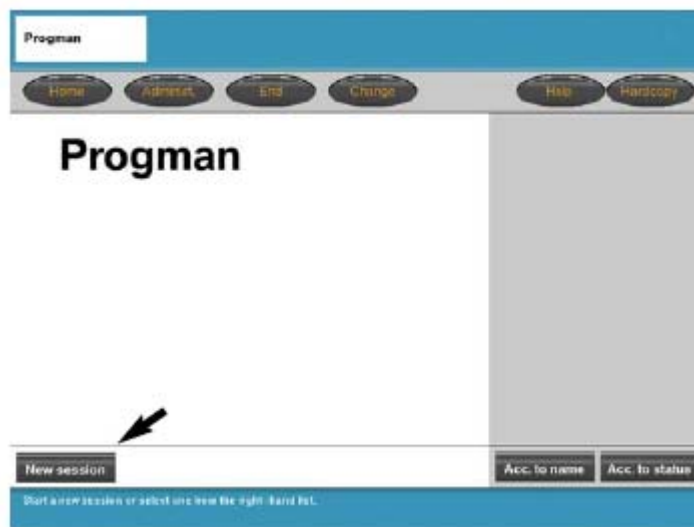 Progman
Home Administ. End Change Help Hardcopy
Progman
New session Acc. to name Acc. to status
Start a new session or select one from the right-hand list.